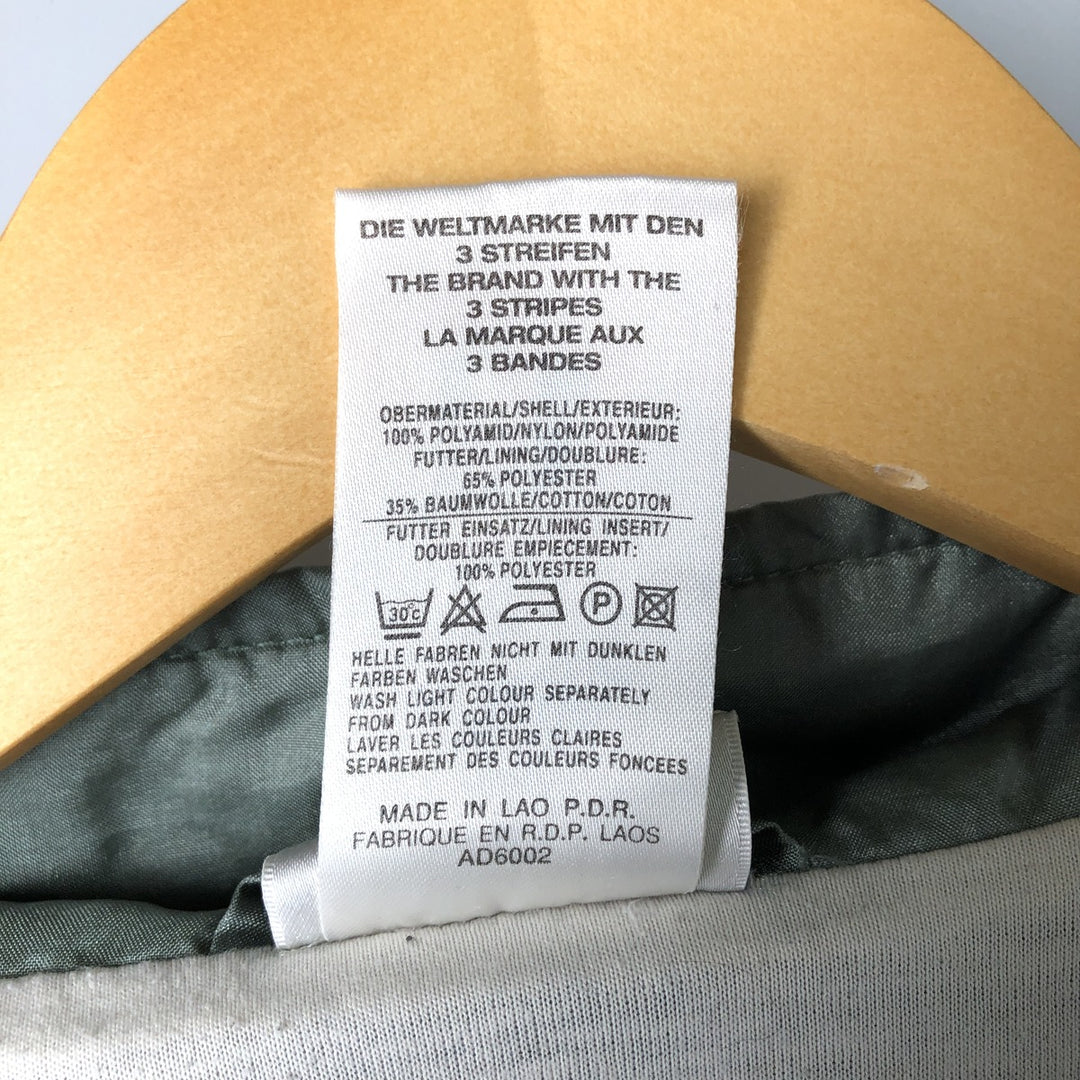 DIE WELTMARKE MIT DEN
3 STREIFEN
THE BRAND WITH THE
3 STRIPES
LA MARQUE AUX
3 BANDES
OBERMATERIAL/SHELL/EXTERIEUR:
100% POLYAMID/NYLON/POLYAMIDE
FUTTER/LINING/DOUBLURE:
65% POLYESTER
35% BAUMWOLLE/COTTON/COTON
FUTTER EINSATZ/LINING INSERT/
DOUBLURE EMPIECEMENT:
100% POLYESTER
30°c P
HELLE FABREN NICHT MIT DUNKLEN
FARBEN WASCHEN
WASH LIGHT COLOUR SEPARATELY
FROM DARK COLOUR
LAVER LES COULEURS CLAIRES
SEPAREMENT DES COULEURS FONCEES
MADE IN LAO P.D.R.
FABRIQUE EN R.D.P. LAOS
AD6002